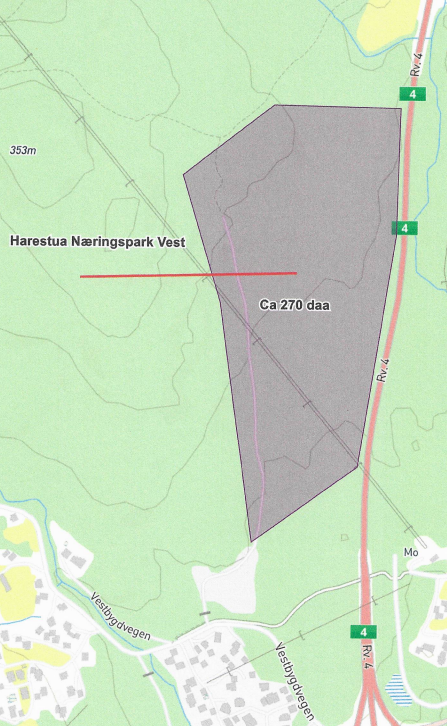 Rv. 4
4
353m
4
Harestua Næringspark Vest
Ca 270 daa
Rv. 4
Mo
Vestbygdvegen
4
Vestbygdvegen
Rv. 4